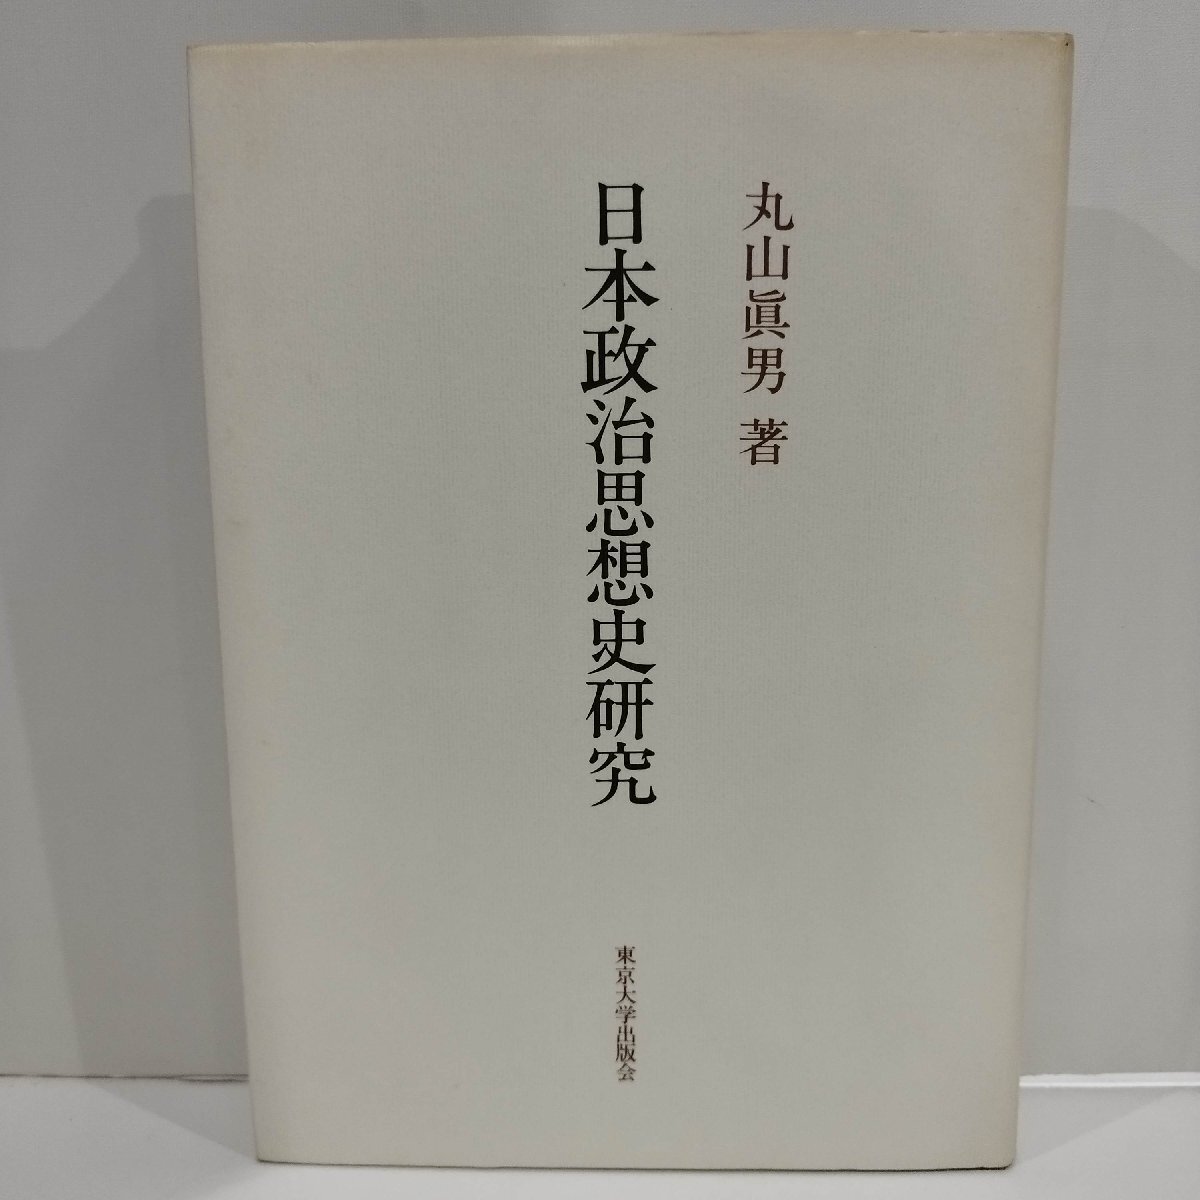 丸山眞男 著
日本政治思想史研究
東京大学出版会